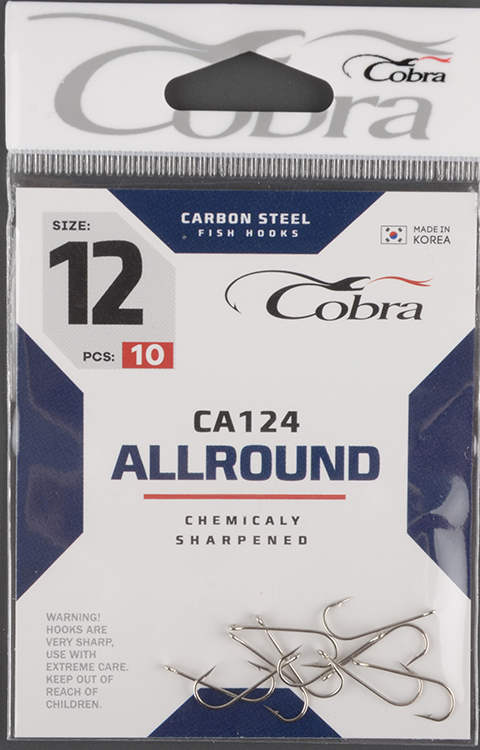 Cobra
Cobra
CARBON STEEL
FISH HOOKS
SIZE:
12
PCS: 10
MADE IN
KOREA
Cobra
CA124
ALLROUND
CHEMICALY
SHARPENED
WARNING!
HOOKS ARE
VERY SHARP,
USE WITH
EXTREME CARE.
KEEP OUT OF
REACH OF
CHILDREN.